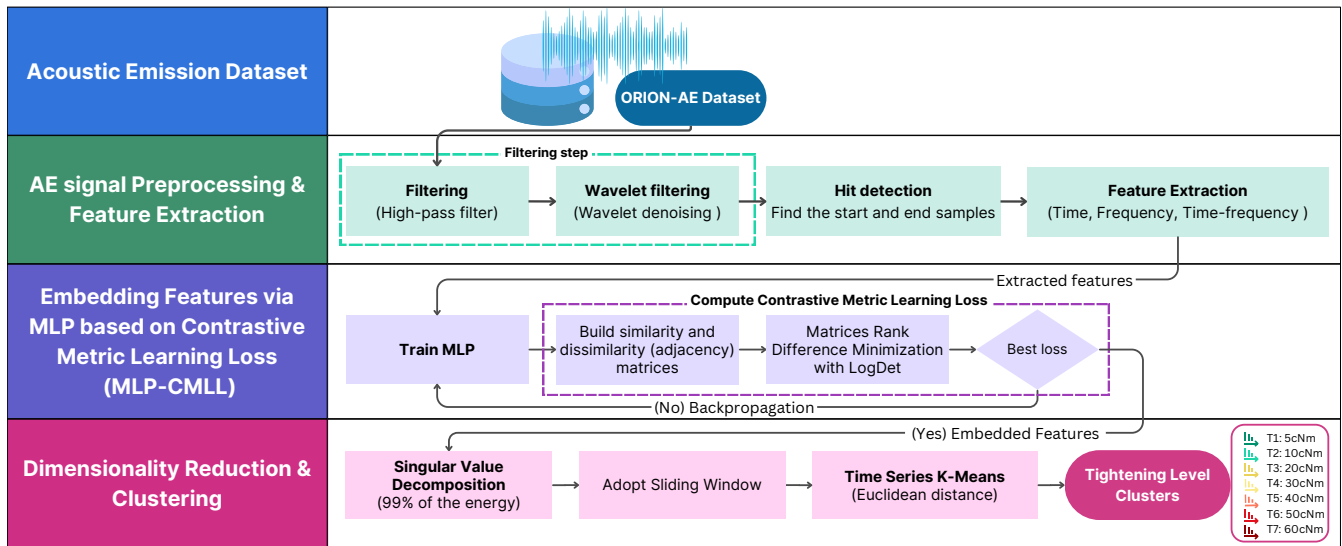 Acoustic Emission Dataset
ORION-AE Dataset
AE signal Preprocessing &
Feature Extraction
Filtering step
Filtering
(High-pass filter)
Wavelet filtering
(Wavelet denoising )
Hit detection
Find the start and end samples
Feature Extraction
(Time, Frequency, Time-frequency )
Embedding Features via
MLP based on Contrastive
Metric Learning Loss
(MLP-CMLL)
Extracted features
Compute Contrastive Metric Learning Loss
Train MLP
Build similarity and
dissimilarity (adjacency)
matrices
Matrices Rank
Difference Minimization
with LogDet
Best loss
(No) Backpropagation
Dimensionality Reduction &
Clustering
(Yes) Embedded Features
Singular Value
Decomposition
(99% of the energy)
Adopt Sliding Window
Time Series K-Means
(Euclidean distance)
Tightening Level
Clusters
T1: 5cNm
T2: 10cNm
T3: 20cNm
T4: 30cNm
T5: 40cNm
T6: 50cNm
T7: 60cNm